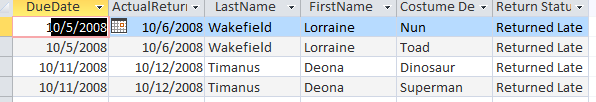 DueDate ActualRetur LastName FirstName Costume De Return Statu
10/5/2008 10/6/2008 Wakefield Lorraine Nun Returned Late
10/5/2008 10/6/2008 Wakefield Lorraine Toad Returned Late
10/11/2008 10/12/2008 Timanus Deona Dinosaur Returned Late
10/11/2008 10/12/2008 Timanus Deona Superman Returned Late